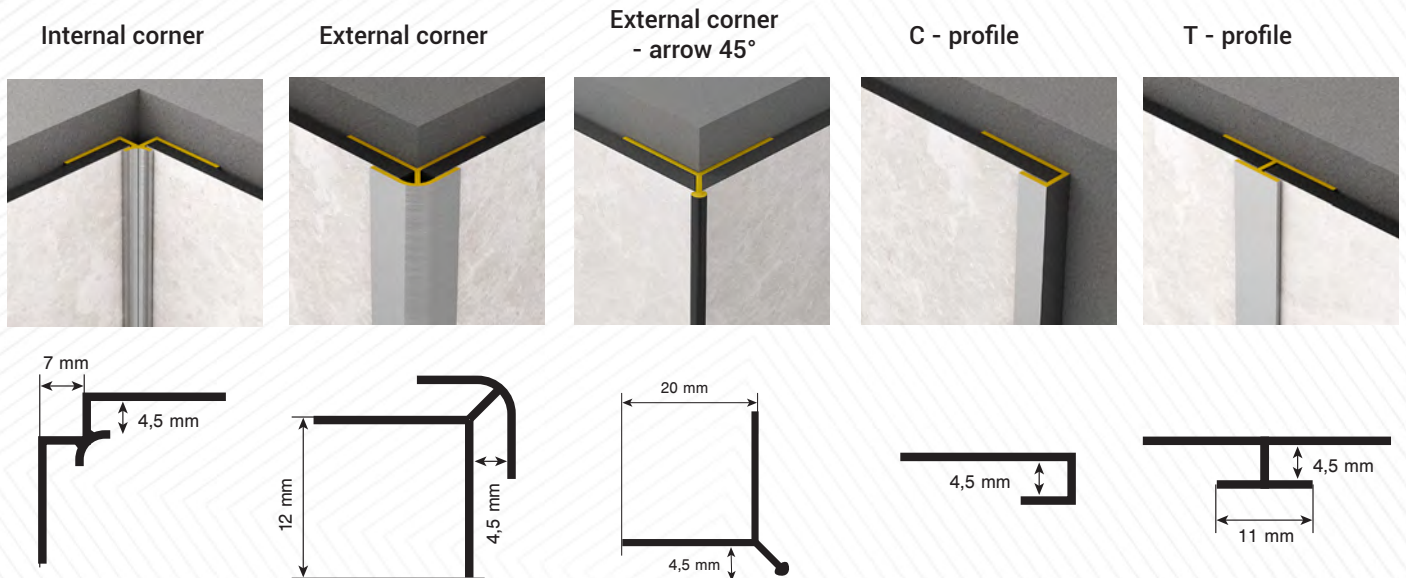 Internal corner
External corner
External corner
- arrow 45°
C - profile
T - profile
7 mm
4,5 mm
12 mm
4,5 mm
20 mm
4,5 mm
4,5 mm
4,5 mm
11 mm